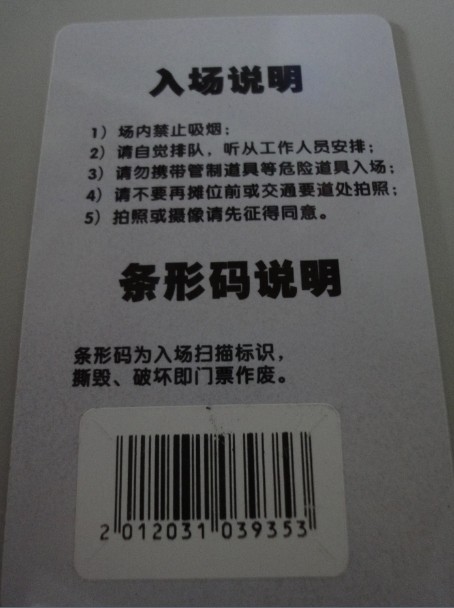 入场说明
1）场内禁止吸烟；
2）请自觉排队，听从工作人员安排；
3）请勿携带管制道具等危险道具入场；
4）请不要再摊位前或交通要道处拍照；
5）拍照或摄像请先征得同意。
条形码说明
条形码为入场扫描标识，
撕毁、破坏即门票作废。
2 012031 039353